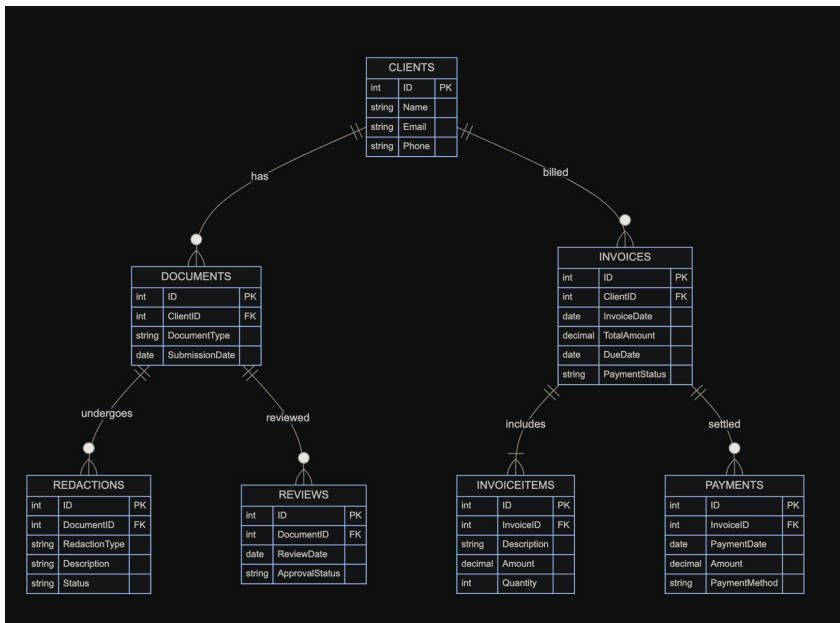 CLIENTS
int ID PK
string Name
string Email
string Phone
has
billed
DOCUMENTS
int ID PK
int ClientID FK
string DocumentType
date SubmissionDate
INVOICES
int ID PK
int ClientID FK
date InvoiceDate
decimal TotalAmount
date DueDate
string PaymentStatus
undergoes
reviewed
includes
settled
REDACTIONS
int ID PK
int DocumentID FK
string RedactionType
string Description
string Status
REVIEWS
int ID PK
int DocumentID FK
date ReviewDate
string ApprovalStatus
INVOICEITEMS
int ID PK
int InvoiceID FK
string Description
decimal Amount
int Quantity
PAYMENTS
int ID PK
int InvoiceID FK
date PaymentDate
decimal Amount
string PaymentMethod